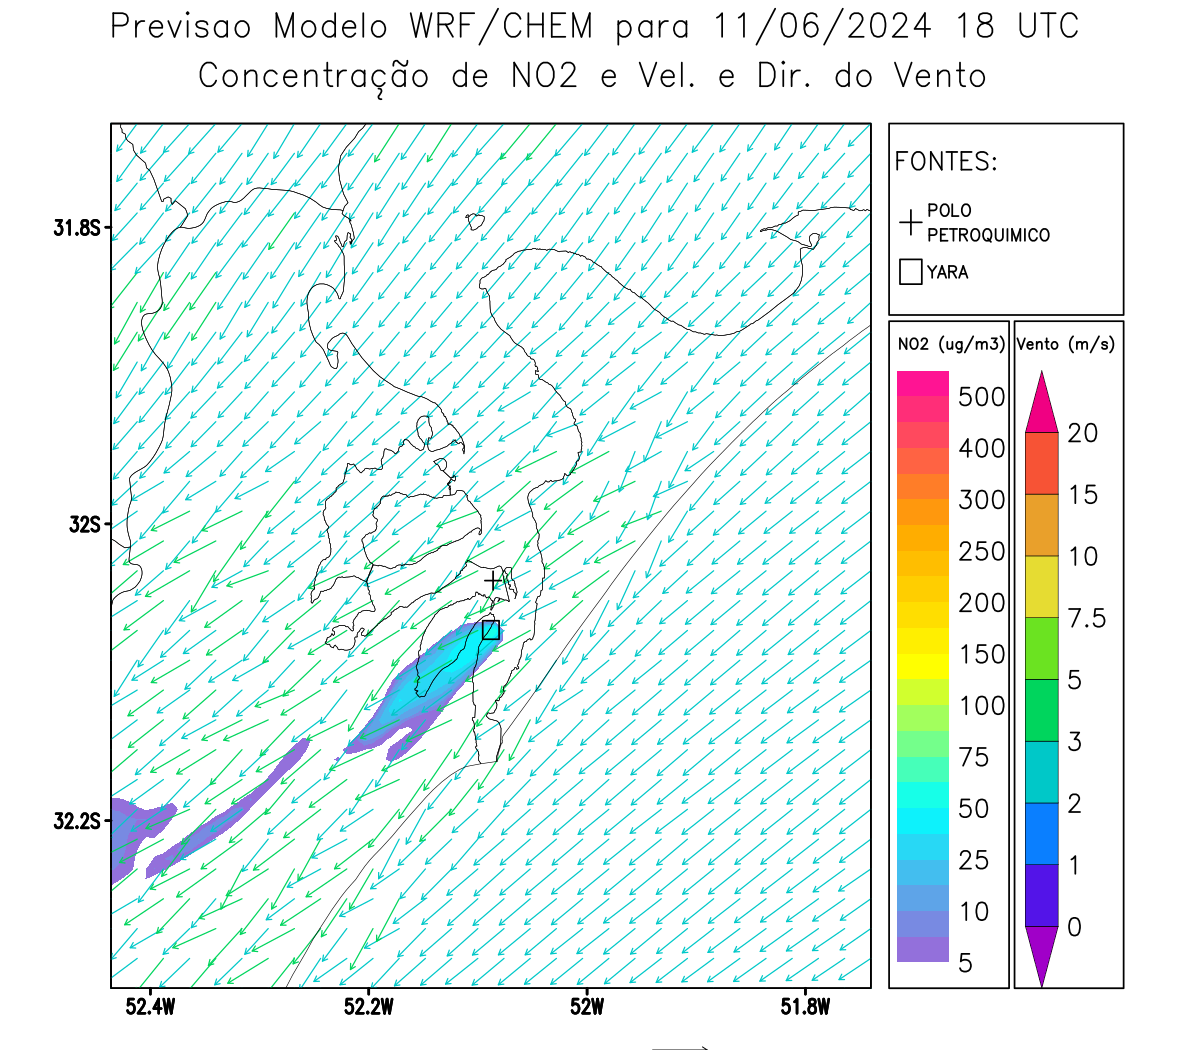 Previsao Modelo WRF/CHEM para 11/06/2024 18 UTC
Concentração de NO2 e Vel. e Dir. do Vento
FONTES:
POLO
PETROQUIMICO
YARA
NO2 (ug/m3)
500
400
300
250
200
150
100
75
50
25
10
5
Vento (m/s)
20
15
10
7.5
5
3
2
1
0
31.8S
32S
32.2S
52.4W
52.2W
52W
51.8W